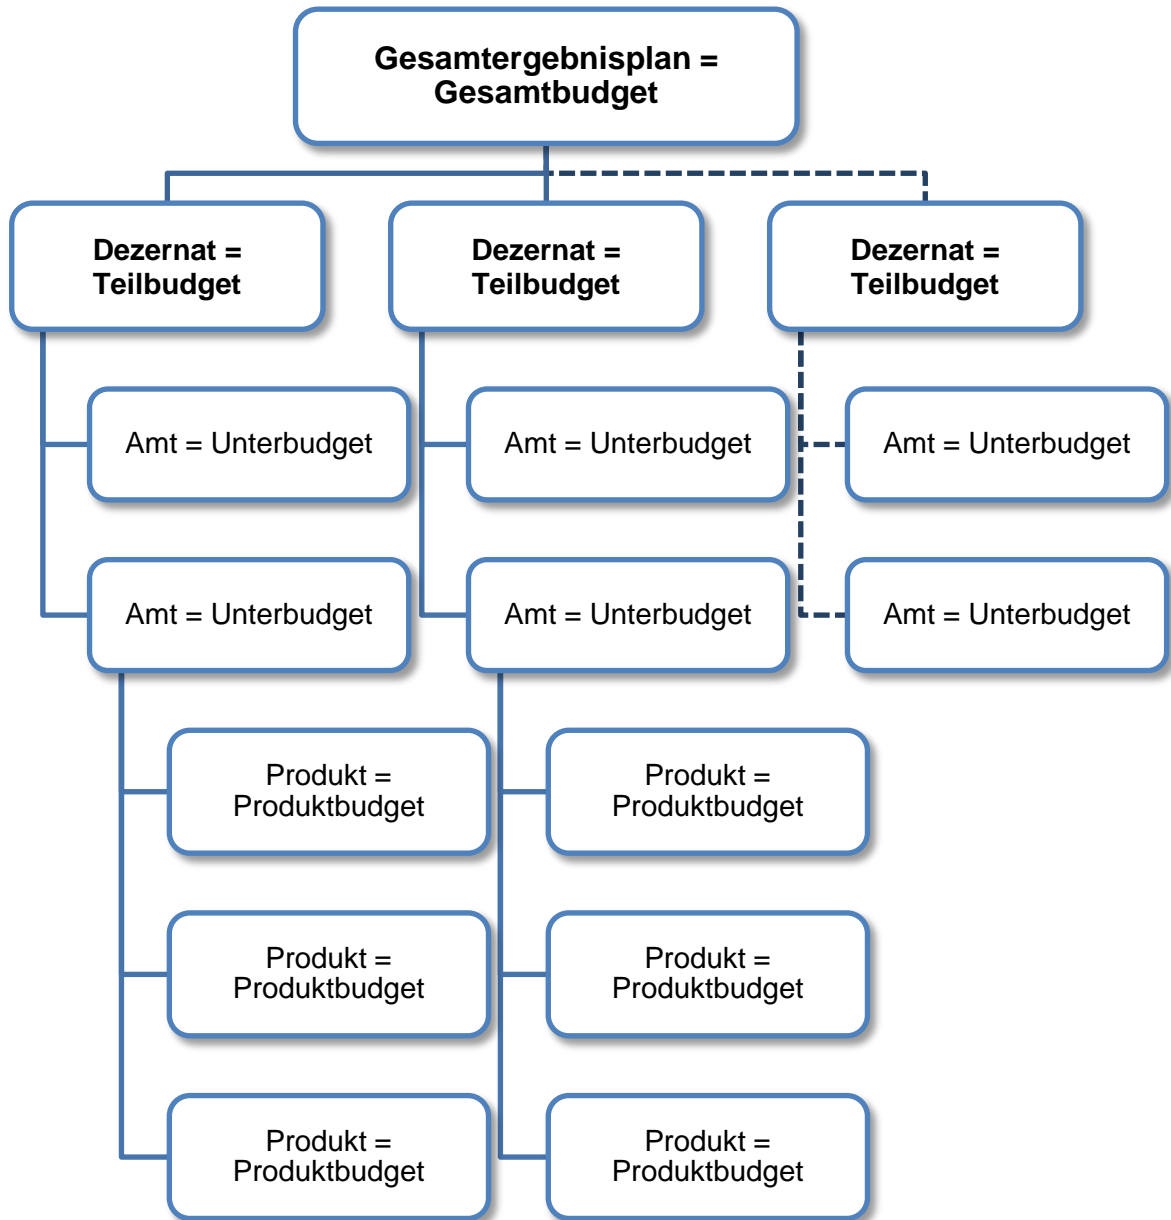 Gesamtergebnisplan =
Gesamtbudget
Dezernat =
Teilbudget
Dezernat =
Teilbudget
Dezernat =
Teilbudget
Amt = Unterbudget
Amt = Unterbudget
Amt = Unterbudget
Amt = Unterbudget
Amt = Unterbudget
Amt = Unterbudget
Produkt =
Produktbudget
Produkt =
Produktbudget
Produkt =
Produktbudget
Produkt =
Produktbudget
Produkt =
Produktbudget
Produkt =
Produktbudget